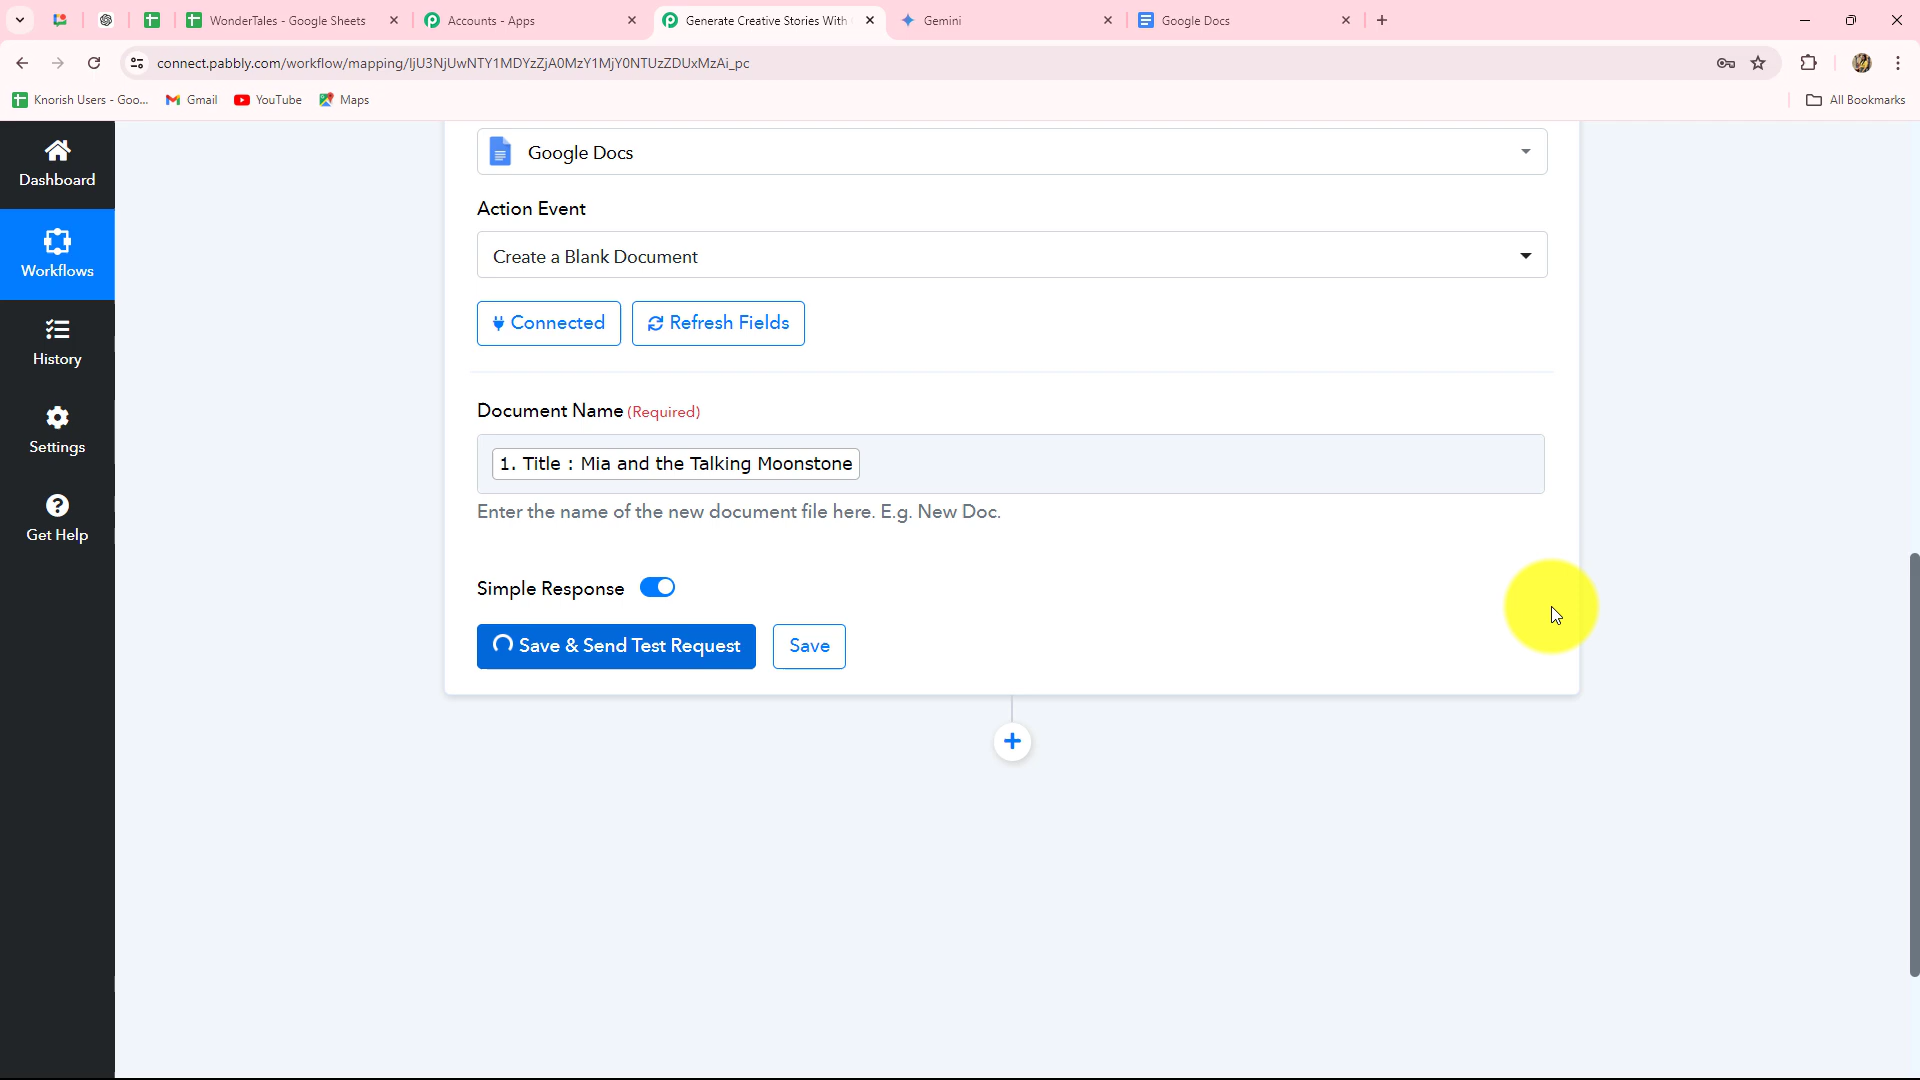 WonderTales - Google Sheets
Accounts - Apps
Generate Creative Stories With
Gemini
Google Docs
connect.pabbly.com/workflow/mapping/IjU3NjUwNTY1MDYzZjA0MzY1MjY0NTUzZDUxMzAi_pc
Knorish Users - Goo...
Gmail
YouTube
Maps
All Bookmarks
Dashboard
Workflows
History
Settings
Get Help
Google Docs
Action Event
Create a Blank Document
Connected
Refresh Fields
Document Name (Required)
1. Title : Mia and the Talking Moonstone
Enter the name of the new document file here. E.g. New Doc.
Simple Response
Save & Send Test Request
Save